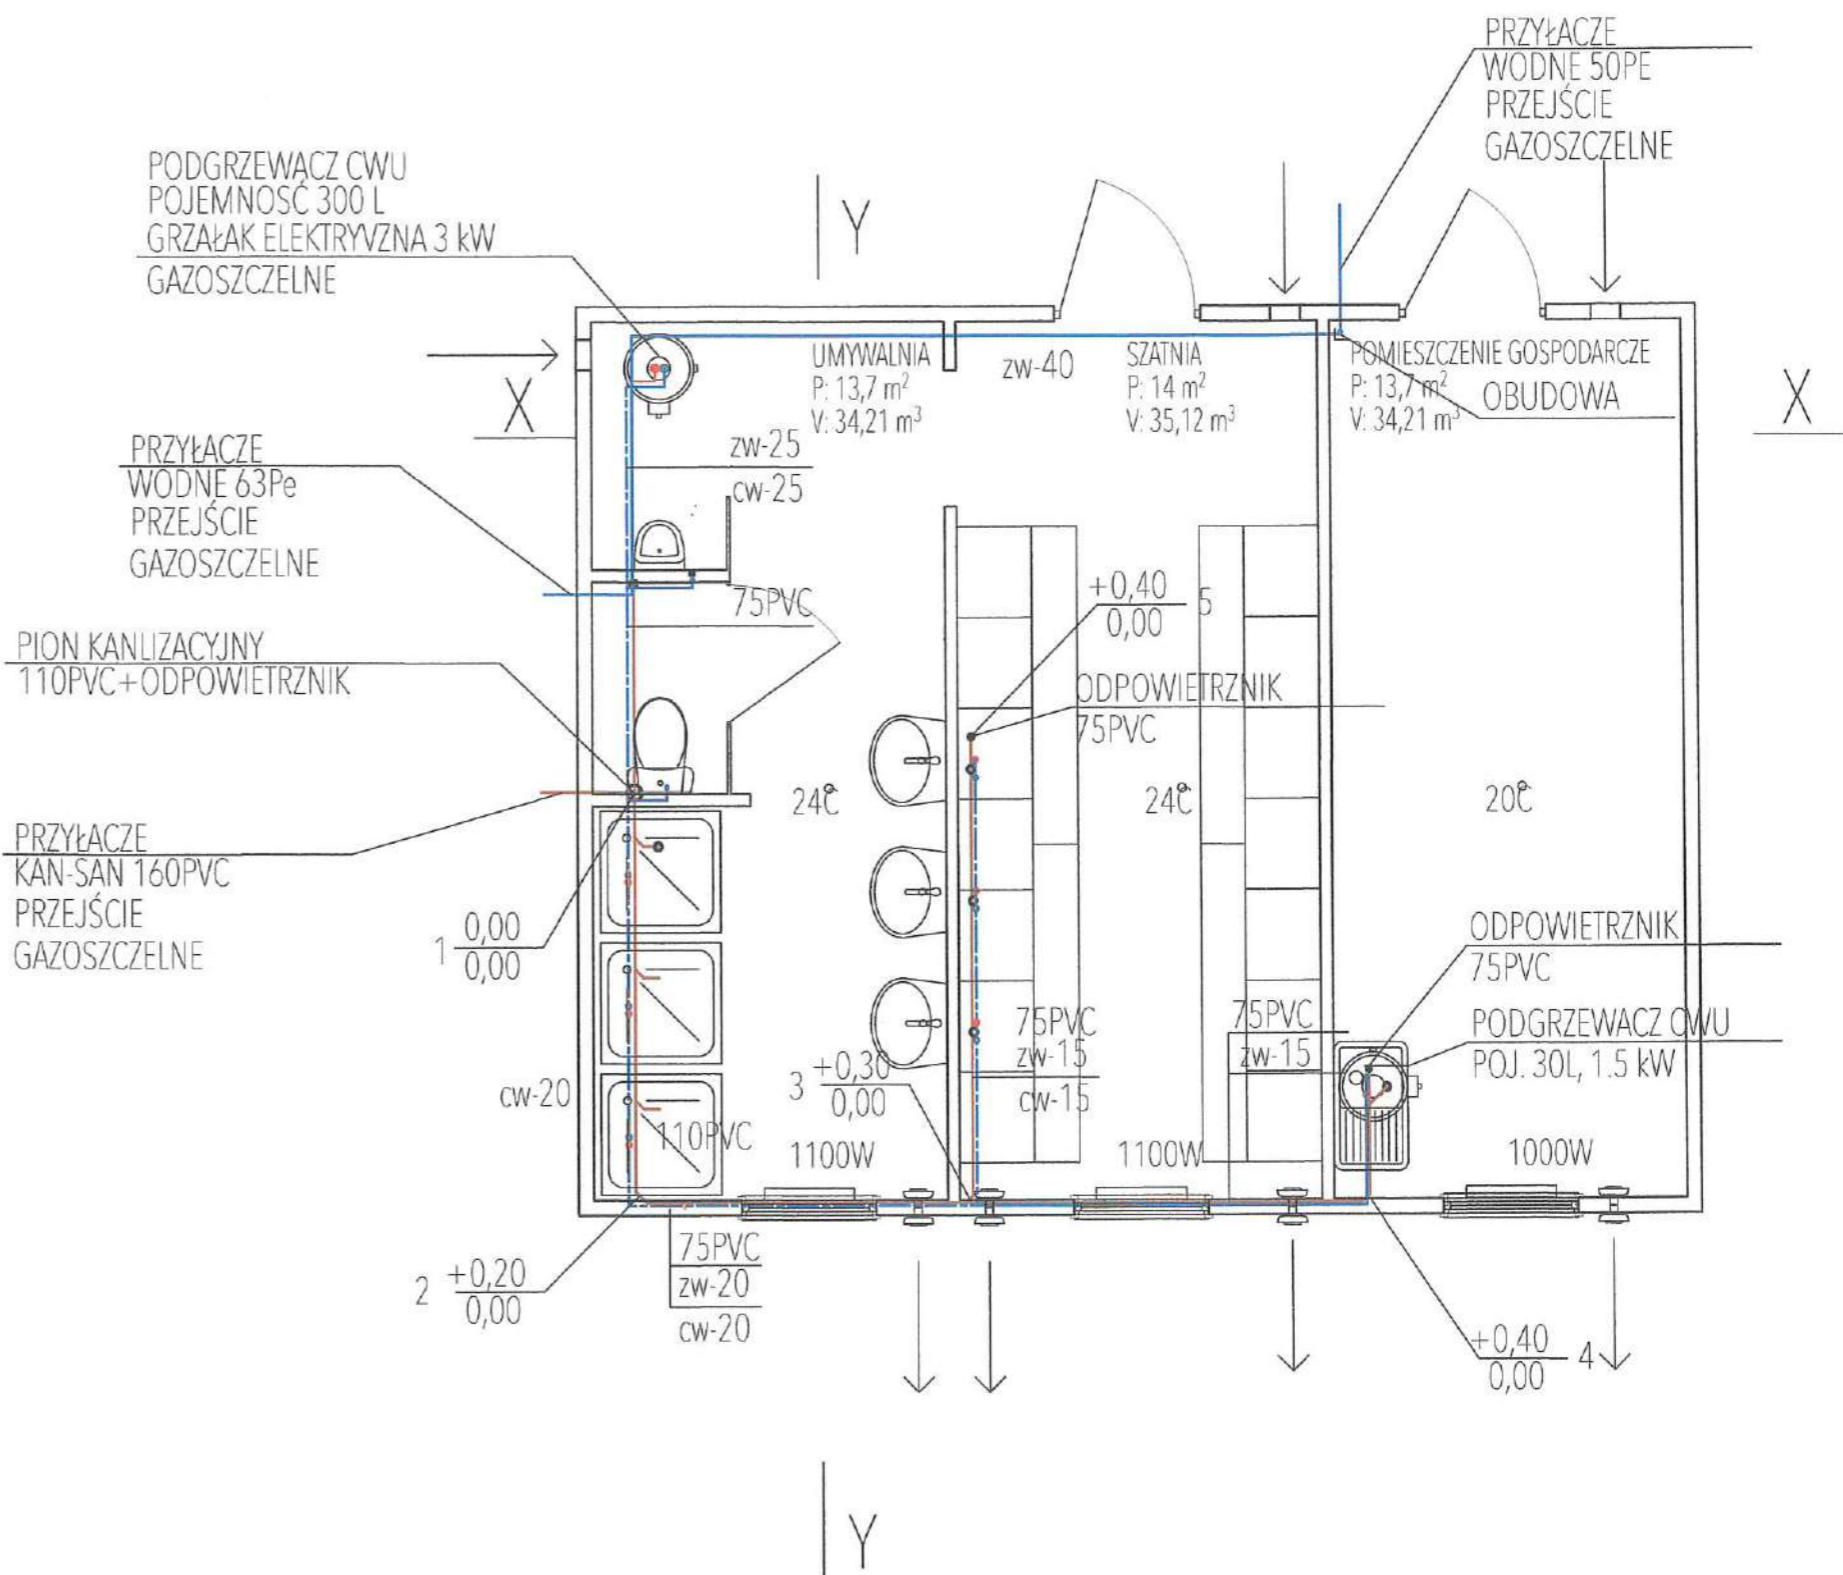 PRZYŁACZE
WODNE 50PE
PRZEJŚCIE
GAZOSZCZELNE
PODGRZEWACZ CWU
POJEMNOŚĆ 300 L
GRZAŁAK ELEKTRYVZNA 3 kW
GAZOSZCZELNE
Y
X
UMYWALNIA
P: 13,7 m²
V: 34,21 m³
zw-40
SZATNIA
P: 14 m²
V: 35,12 m³
POMIESZCZENIE GOSPODARCZE
P: 13,7 m²
V: 34,21 m³
OBUDOWA
X
PRZYŁACZE
WODNE 63Pe
PRZEJŚCIE
GAZOSZCZELNE
zw-25
cw-25
75PVC
+0,40
0,00
5
PION KANLIZACYJNY
110PVC+ODPOWIETRZNIK
ODPOWIETRZNIK
75PVC
24°C
24°C
20°C
PRZYŁACZE
KAN-SAN 160PVC
PRZEJŚCIE
GAZOSZCZELNE
1
0,00
0,00
ODPOWIETRZNIK
75PVC
PODGRZEWACZ CWU
POJ. 30L, 1.5 kW
75PVC
zw-15
cw-15
75PVC
zw-15
3
+0,30
0,00
cw-20
110PVC
1100W
1100W
1000W
2
+0,20
0,00
75PVC
zw-20
cw-20
+0,40
0,00
4
Y